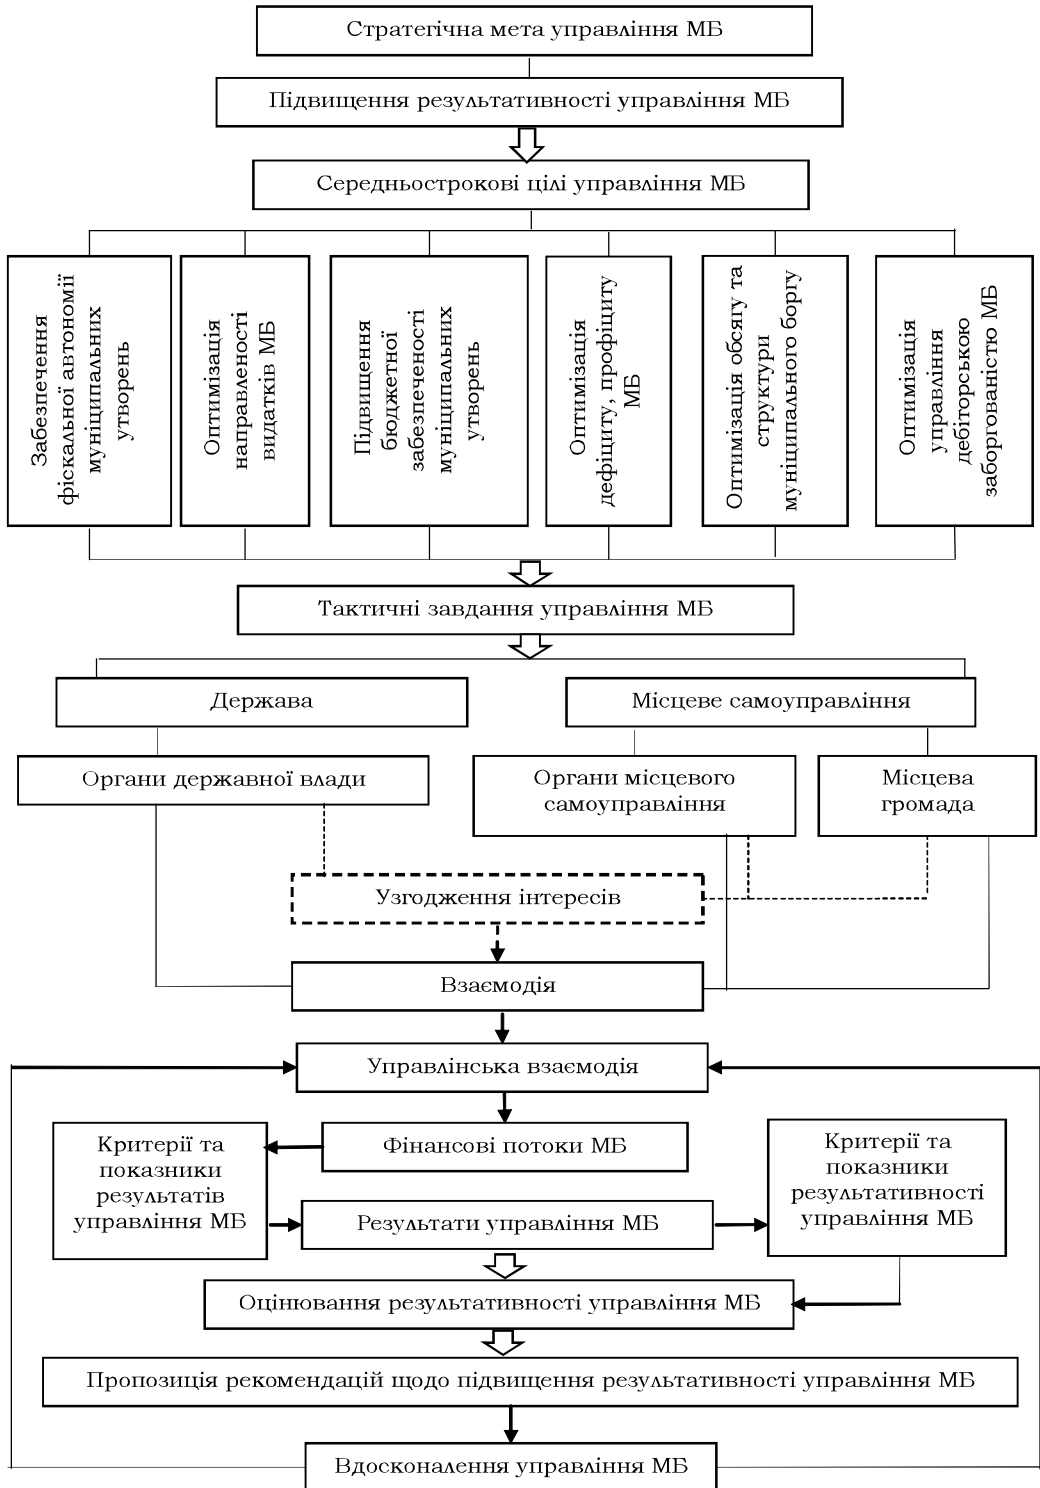 Стратегічна мета управління МБ
Підвищення результативності управління МБ
Середньострокові цілі управління МБ
Забезпечення
фіскальної автономії
муніципальних
утворень
Оптимізація
направленості
видатків МБ
Підвищення
бюджетної
забезпеченості
муніципальних
утворень
Оптимізація
дефіциту, профіциту
МБ
Оптимізація обсягу та
структури
муніципального боргу
Оптимізація
управління
дебіторською
заборгованістю МБ
Тактичні завдання управління МБ
Держава
Місцеве самоуправління
Органи державної влади
Органи місцевого
самоуправління
Місцева
громада
Узгодження інтересів
Взаємодія
Управлінська взаємодія
Критерії та
показники
результатів
управління МБ
Фінансові потоки МБ
Критерії та
показники
результативності
управління МБ
Результати управління МБ
Оцінювання результативності управління МБ
Пропозиція рекомендацій щодо підвищення результативності управління МБ
Вдосконалення управління МБ